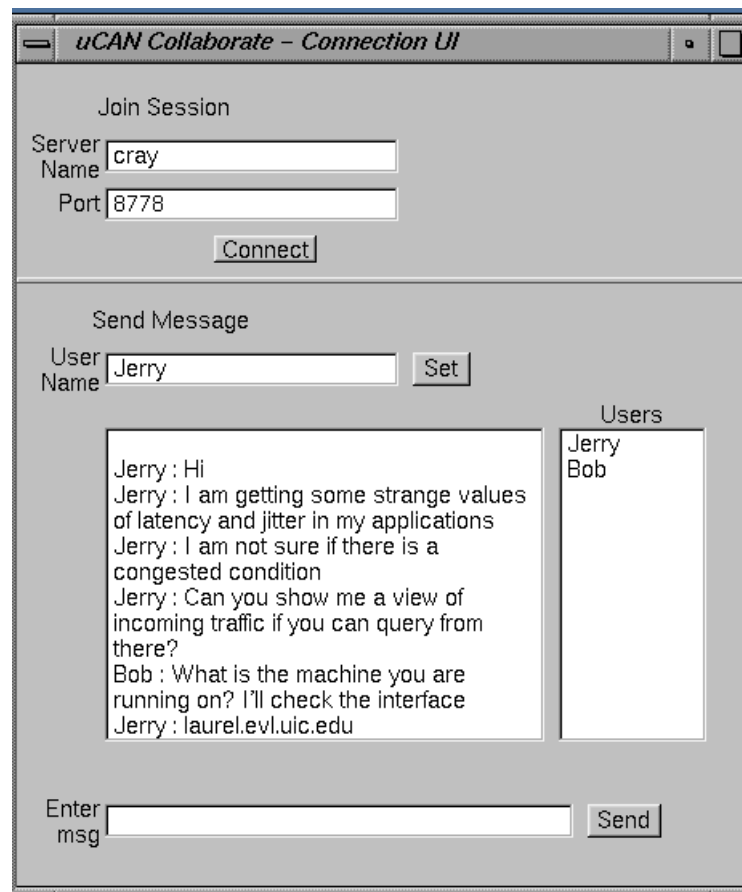 uCAN Collaborate – Connection UI
Join Session
Server
Name
cray
Port
8778
Connect
Send Message
User
Name
Jerry
Set
Users
Jerry
Bob
Jerry : Hi
Jerry : I am getting some strange values
of latency and jitter in my applications
Jerry : I am not sure if there is a
congested condition
Jerry : Can you show me a view of
incoming traffic if you can query from
there?
Bob : What is the machine you are
running on? I'll check the interface
Jerry : laurel.evl.uic.edu
Enter
msg
Send